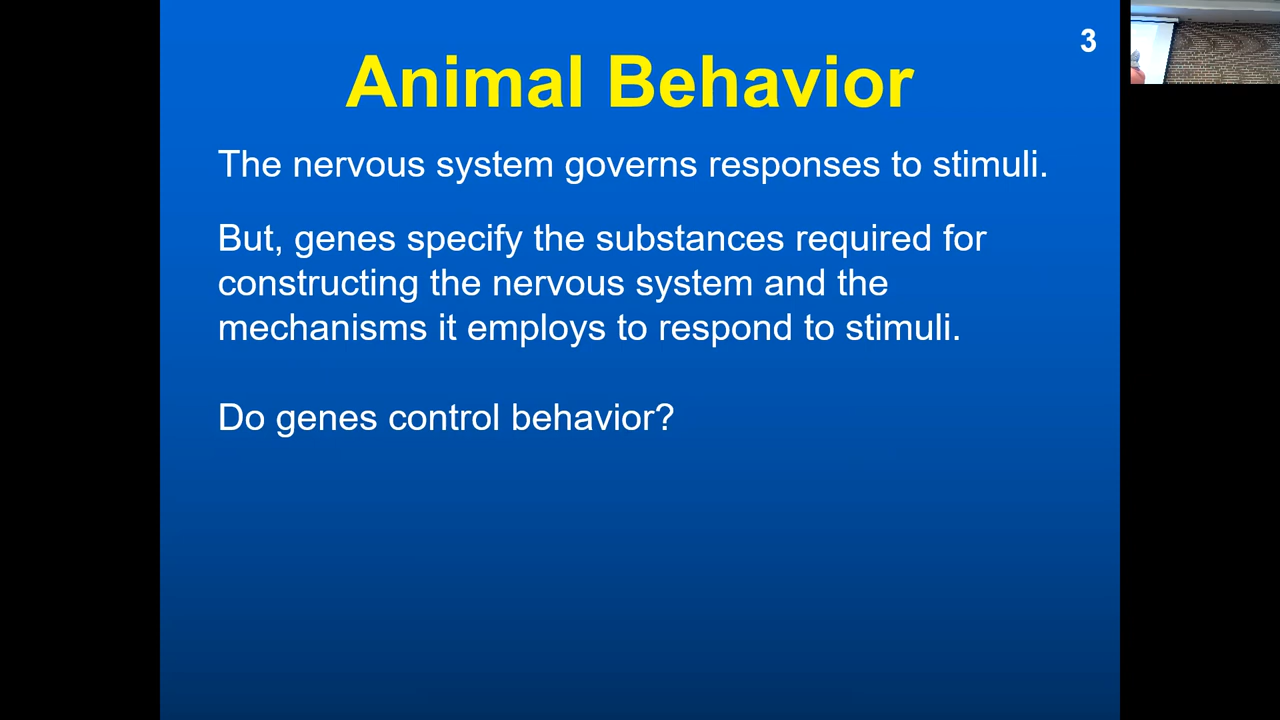 3
Animal Behavior
The nervous system governs responses to stimuli.
But, genes specify the substances required for
constructing the nervous system and the
mechanisms it employs to respond to stimuli.
Do genes control behavior?